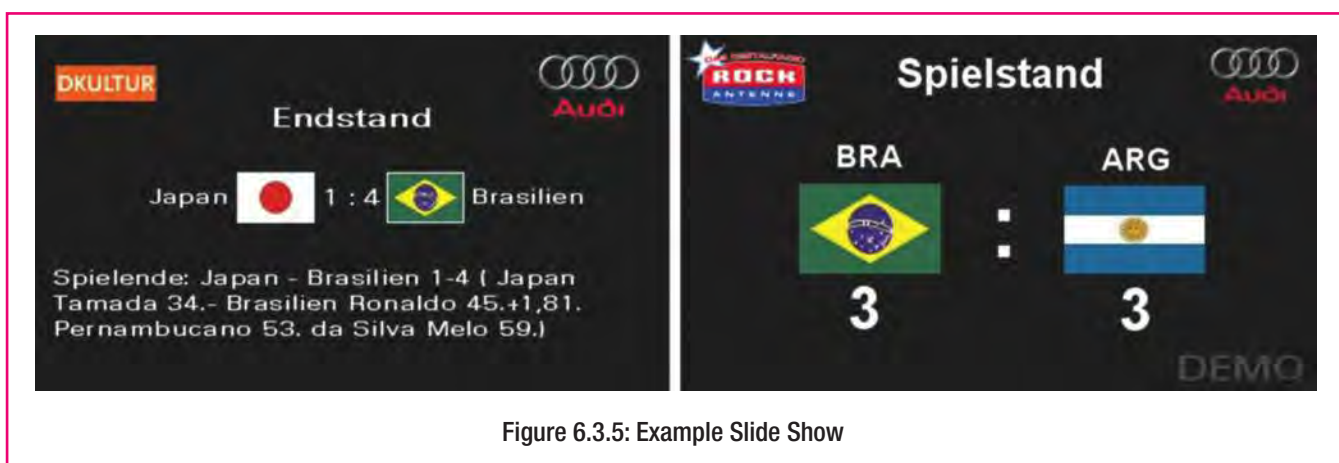 DKULTUR
Audi
Endstand
Japan 1 : 4 Brasilien
Spielende: Japan - Brasilien 1-4 ( Japan
Tamada 34.- Brasilien Ronaldo 45.+1,81.
Pernambucano 53. da Silva Melo 59.)
ROCK
ANTENNE
Spielstand
Audi
BRA ARG
:
3 3
DEMO
Figure 6.3.5: Example Slide Show